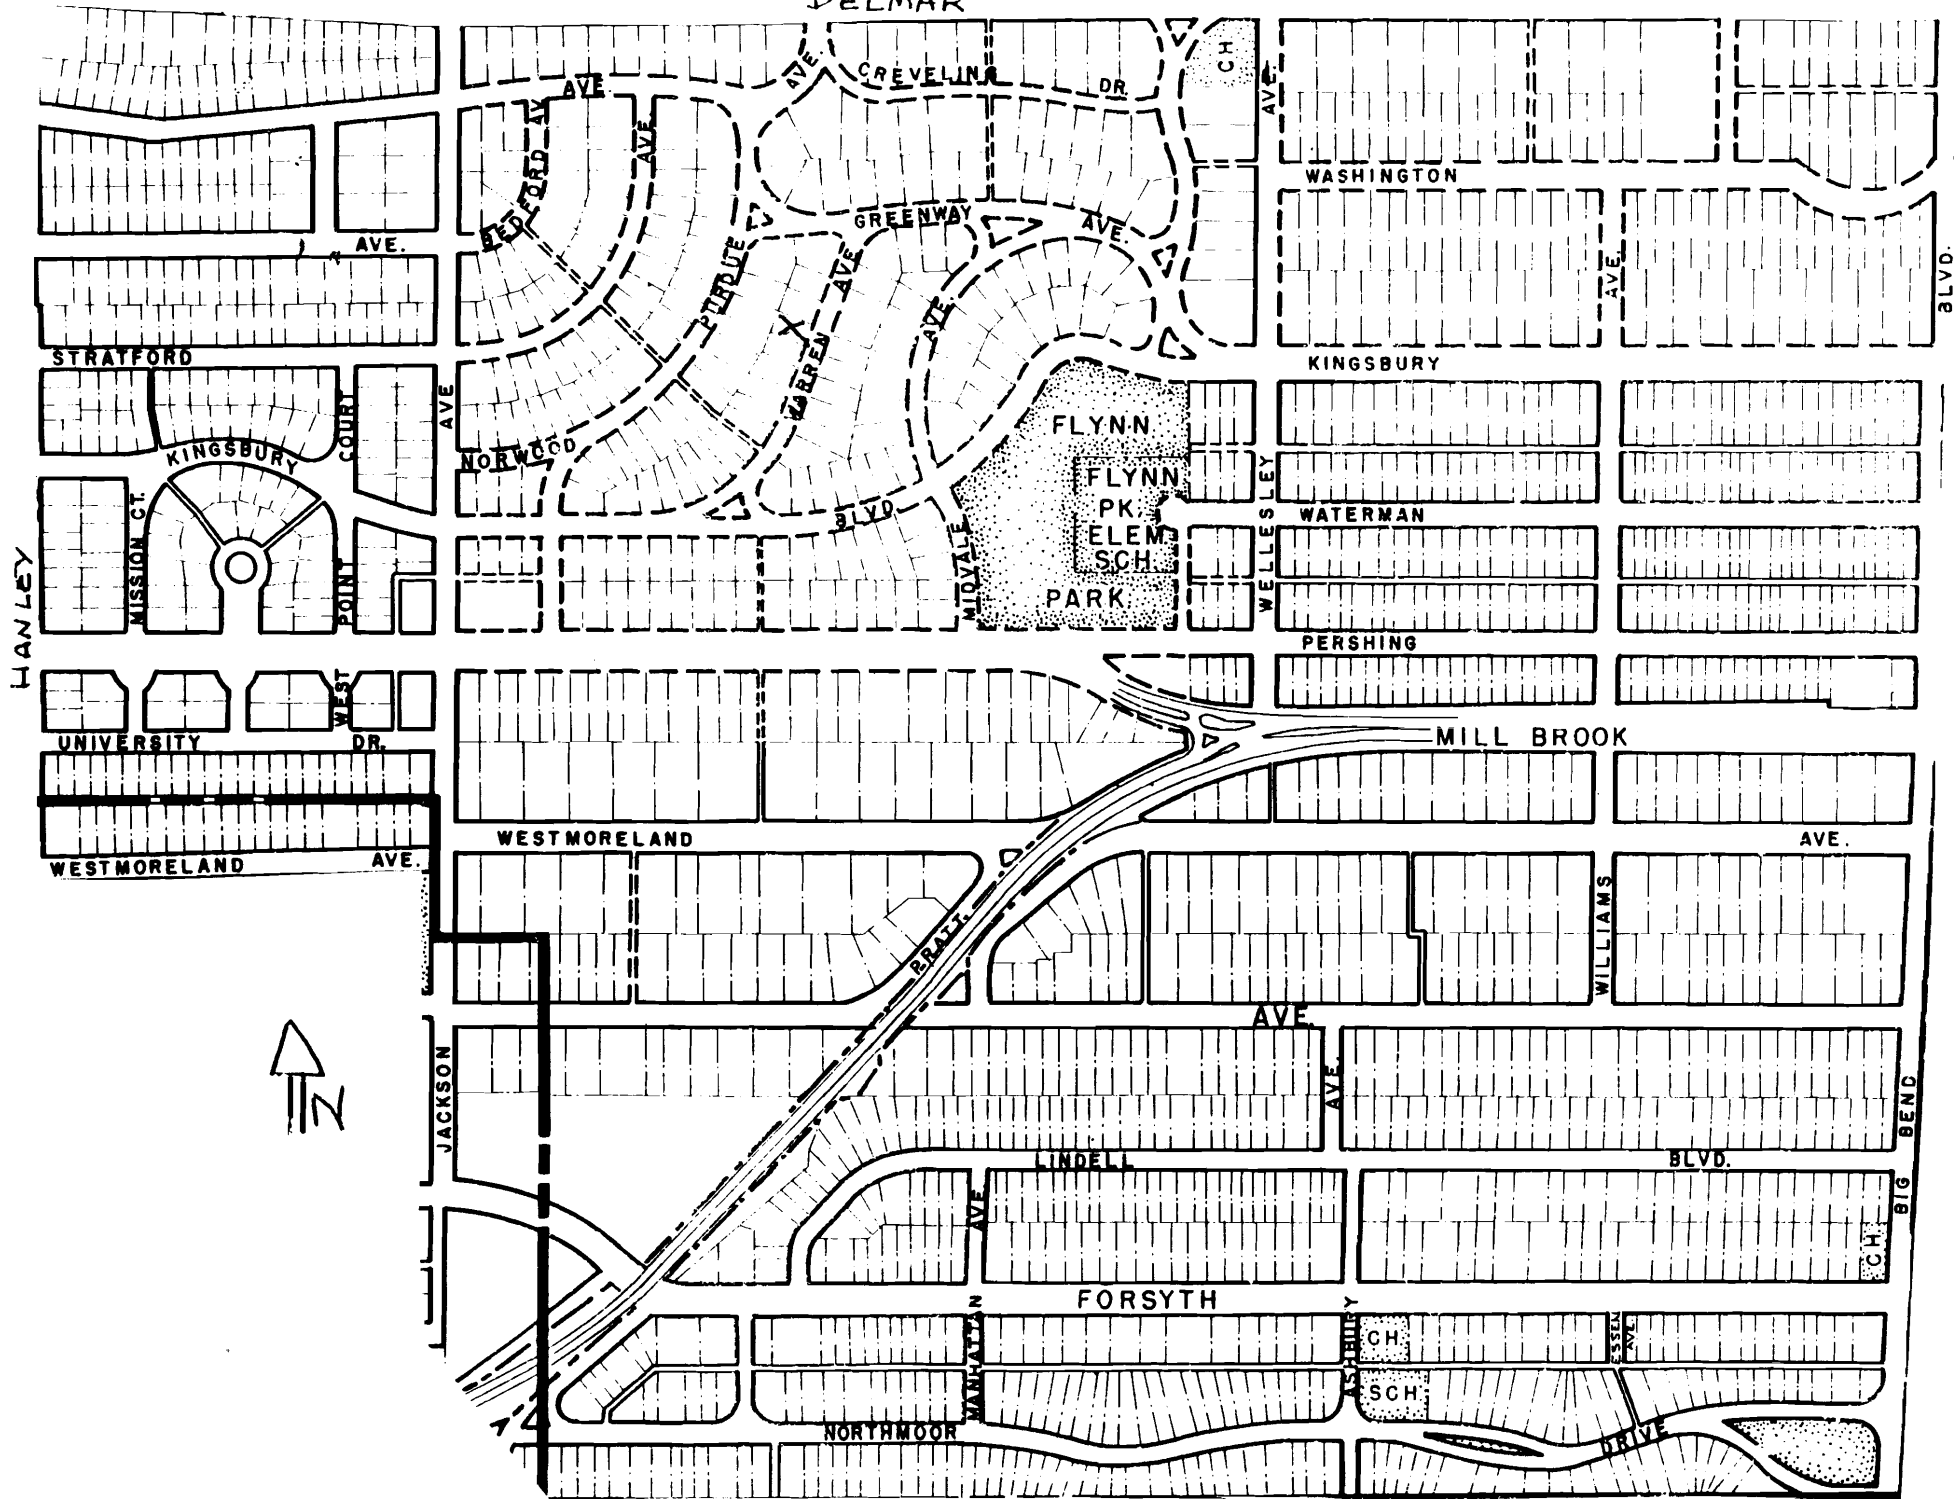 DELMAR
CH
AVE.
CREVELING
DR.
AVE.
AVE.
BEDFORD AV.
AVE.
WASHINGTON
GREENWAY
AVE.
AVE.
PURDUE
AVE.
AVE.
BLVD.
X
WARREN
AVE.
STRATFORD
KINGSBURY
COURT
AVE
FLYNN
NORWOOD
KINGSBURY
FLYNN
PK.
ELEM
SCH
PARK
WELLESLEY
WATERMAN
BLVD.
MISSION CT.
MIDVALE
HANLEY
POINT
PERSHING
WEST
UNIVERSITY DR.
MILL BROOK
WESTMORELAND
AVE.
WESTMORELAND AVE.
PRATT
WILLIAMS
AVE.
N
JACKSON
AVE.
BEND
LINDELL
BLVD.
AVE
BIG
CH
FORSYTH
MANHATTAN
ASHBURY
CH
ESSEN
AVE.
SCH
NORTHMOOR
DRIVE